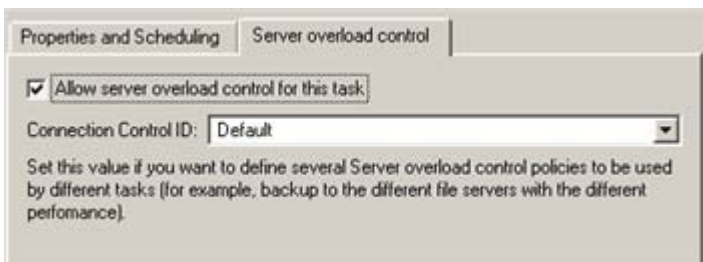 Properties and Scheduling
Server overload control
Allow server overload control for this task
Connection Control ID: Default
Set this value if you want to define several Server overload control policies to be used
by different tasks (for example, backup to the different file servers with the different
perfomance).